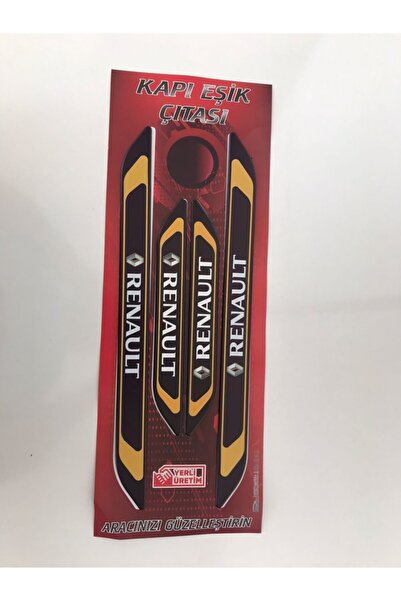 KAPI EŞİK
ÇITASI
RENAULT
RENAULT
RENAULT
RENAULT
YERLİ
ÜRETİM
ARACINIZI GÜZELLEŞTİRİN